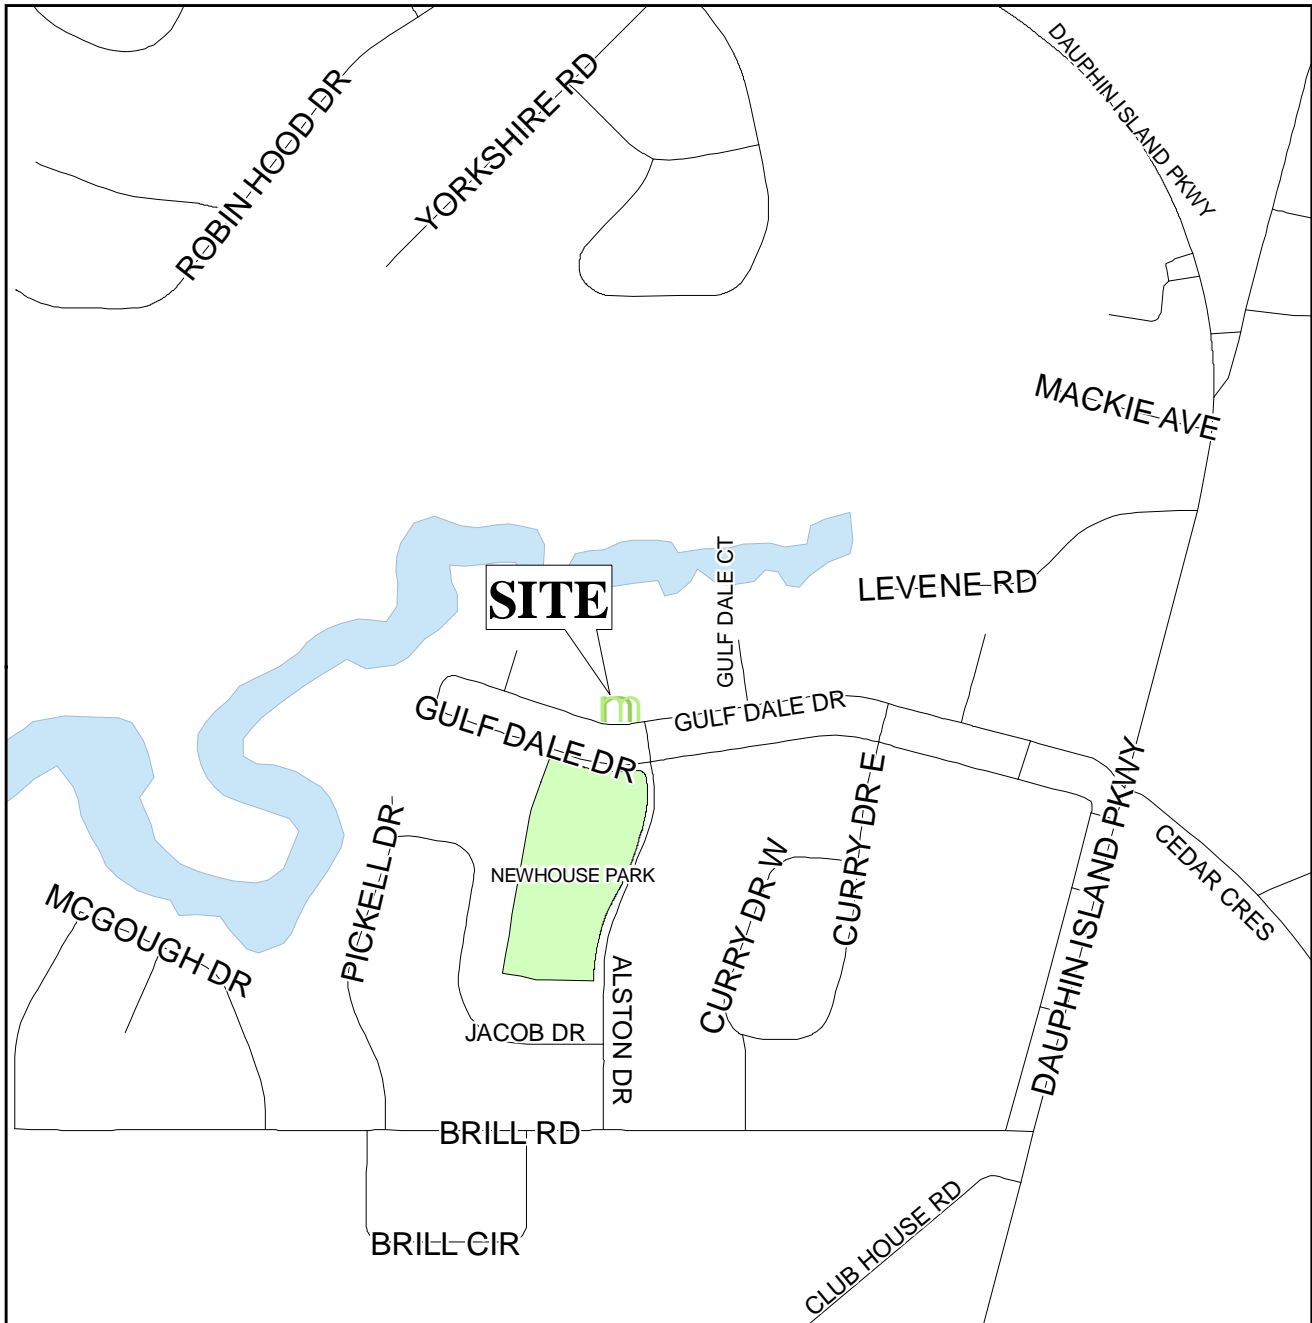 DAUPHIN ISLAND PKWY
ROBIN HOOD DR
YORKSHIRE RD
MACKIE AVE
GULF DALE CT
LEVENE RD
SITE
GULF DALE DR
GULF DALE DR
CURRY DR E
DAUPHIN ISLAND PKWY
CEDAR CRES
PICKELL DR
CURRY DR W
NEWHOUSE PARK
MCGOUGH DR
ALSTON DR
JACOB DR
BRILL RD
CLUB HOUSE RD
BRILL CIR